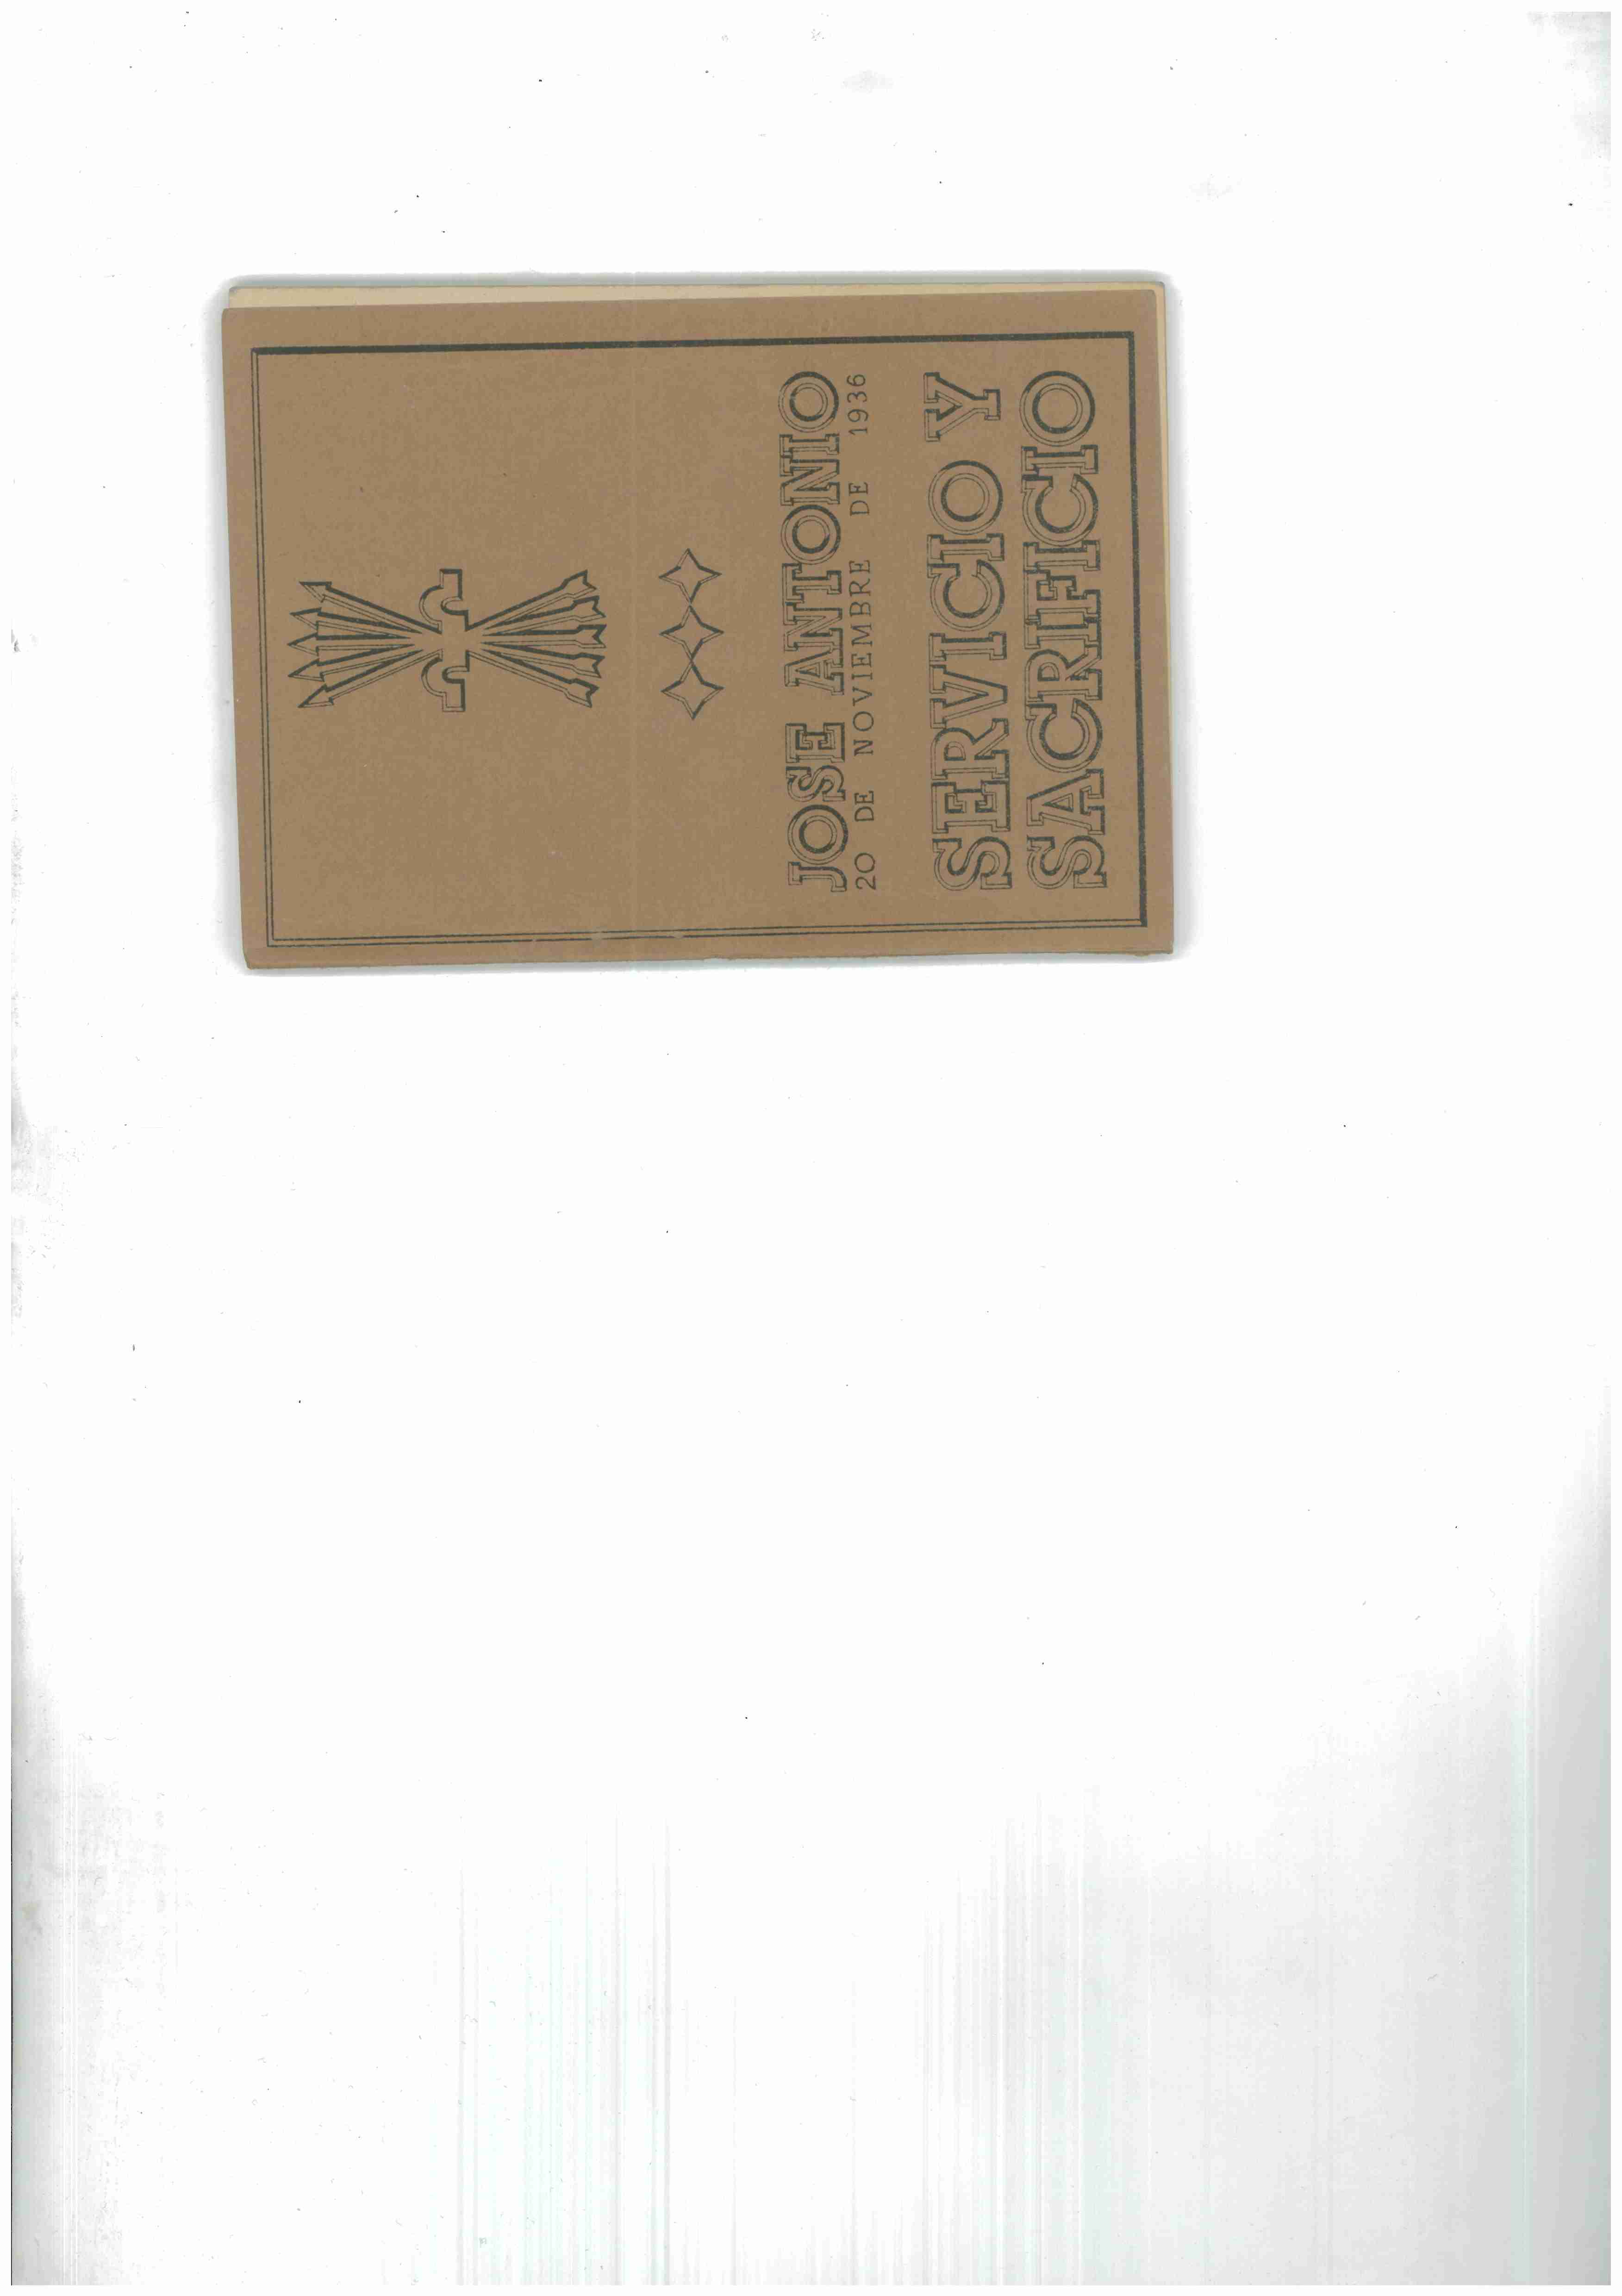 JOSE ANTONIO
20 DE NOVIEMBRE DE 1936
SERVICIO Y
SACRIFICIO